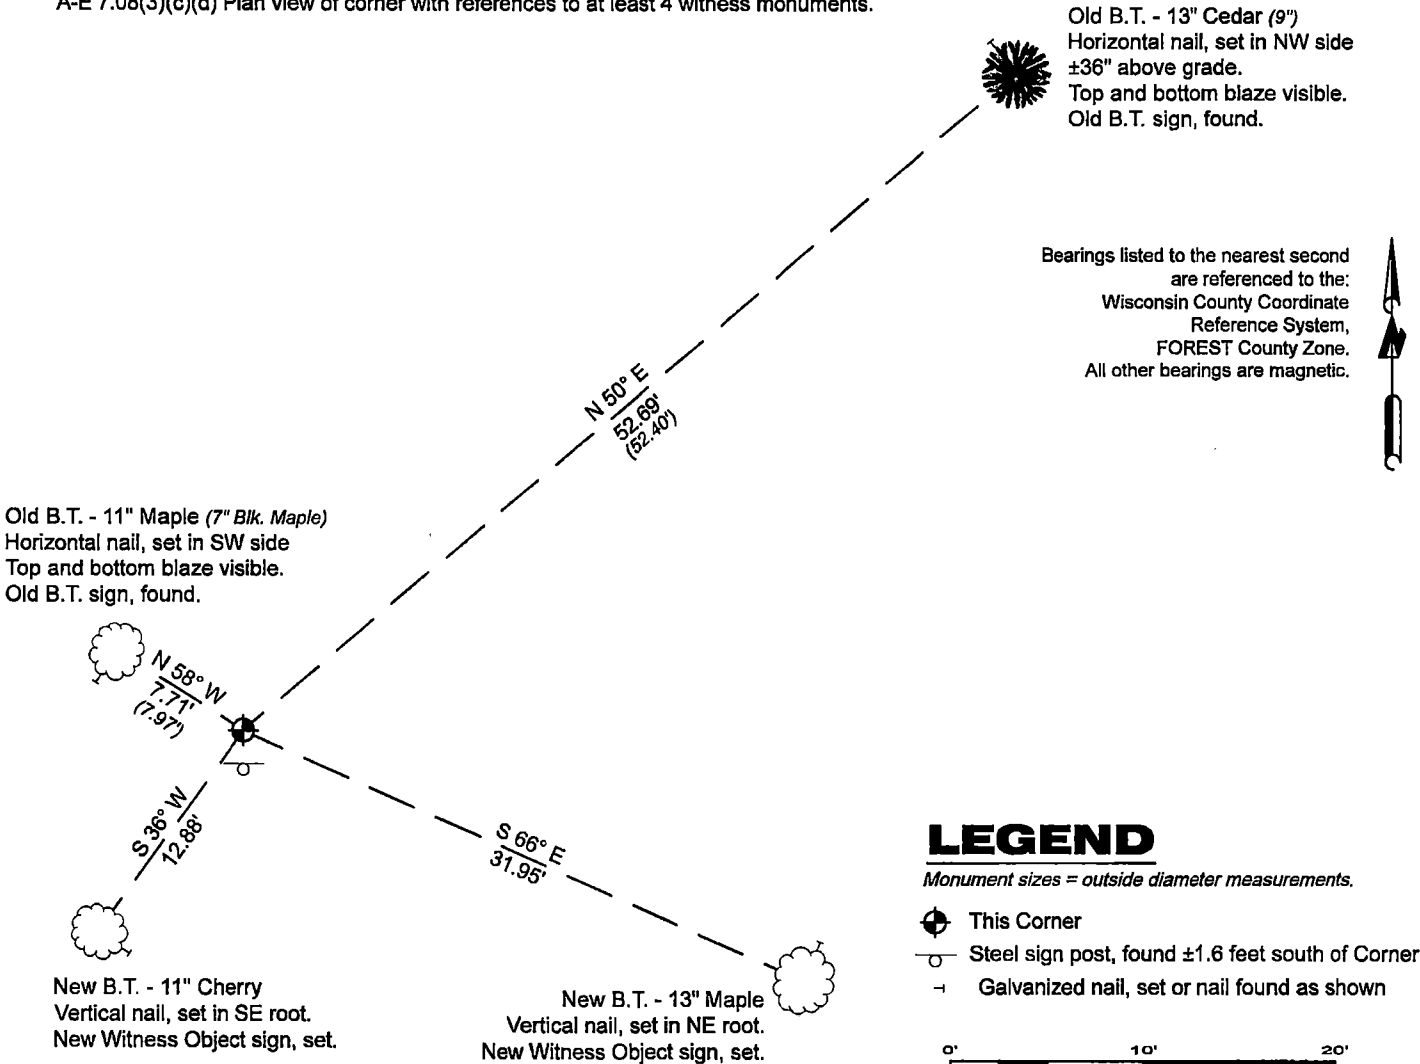 A-E 7.08(3)(c)(d) Plan view of corner with references to at least 4 witness monuments.
Old B.T. - 13" Cedar (9")
Horizontal nail, set in NW side
±36" above grade.
Top and bottom blaze visible.
Old B.T. sign, found.
Bearings listed to the nearest second
are referenced to the:
Wisconsin County Coordinate
Reference System,
FOREST County Zone.
All other bearings are magnetic.
N 50° E
52.69'
(52.40')
Old B.T. - 11" Maple (7" Blk. Maple)
Horizontal nail, set in SW side
Top and bottom blaze visible.
Old B.T. sign, found.
N 58° W
7.71'
(7.97')
S 36° W
12.88'
S 66° E
31.95'
New B.T. - 11" Cherry
Vertical nail, set in SE root.
New Witness Object sign, set.
New B.T. - 13" Maple
Vertical nail, set in NE root.
New Witness Object sign, set.
LEGEND
Monument sizes = outside diameter measurements.
This Corner
Steel sign post, found ±1.6 feet south of Corner
Galvanized nail, set or nail found as shown
0' 10' 20'